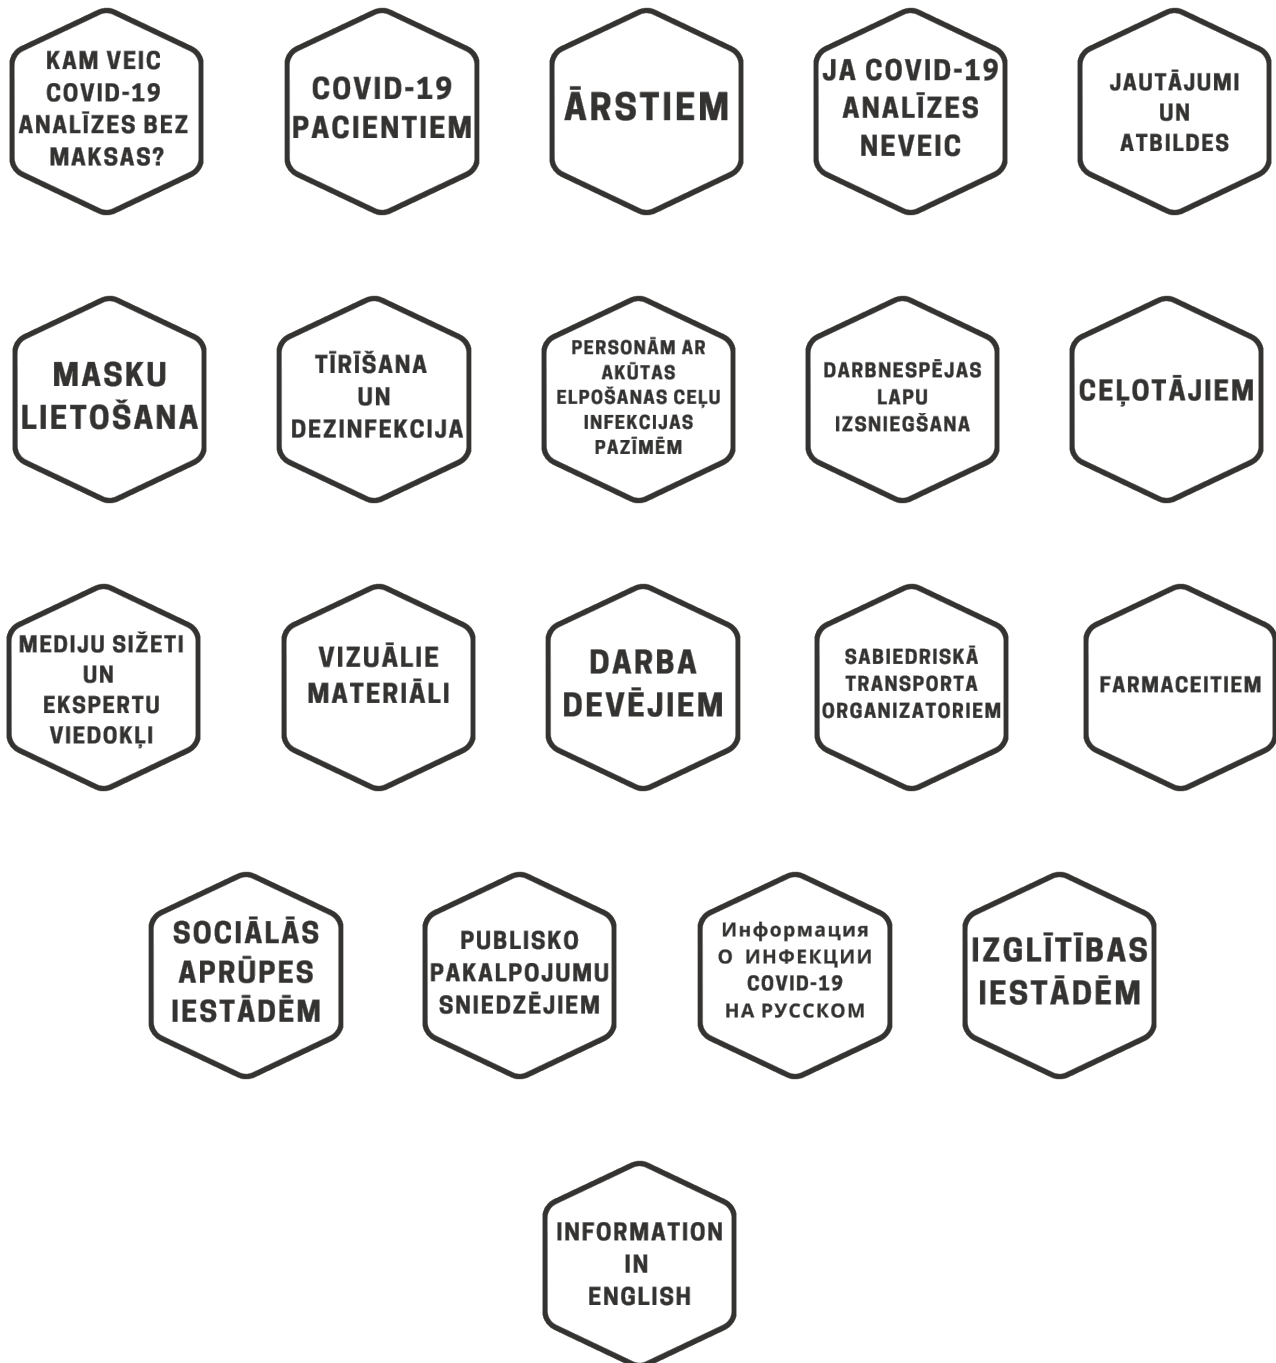 KAM VEIC
COVID-19
ANALĪZES BEZ
MAKSAS?
COVID-19
PACIENTIEM
ĀRSTIEM
JA COVID-19
ANALĪZES
NEVEIC
JAUTĀJUMI
UN
ATBILDES
MASKU
LIETOŠANA
TĪRĪŠANA
UN
DEZINFEKCIJA
PERSONĀM AR
AKŪTAS
ELPOŠANAS CEĻU
INFEKCIJAS
PAZĪMĒM
DARBNESPĒJAS
LAPU
IZSNIEGŠANA
CEĻOTĀJIEM
MEDIJU SIŽETI
UN
EKSPERTU
VIEDOKĻI
VIZUĀLIE
MATERIĀLI
DARBA
DEVĒJIEM
SABIEDRISKĀ
TRANSPORTA
ORGANIZATORIEM
FARMACEITIEM
SOCIĀLĀS
APRŪPES
IESTĀDĒM
PUBLISKO
PAKALPOJUMU
SNIEDZĒJIEM
Информация
О ИНФЕКЦИИ
COVID-19
НА РУССКОМ
IZGLĪTĪBAS
IESTĀDĒM
INFORMATION
IN
ENGLISH